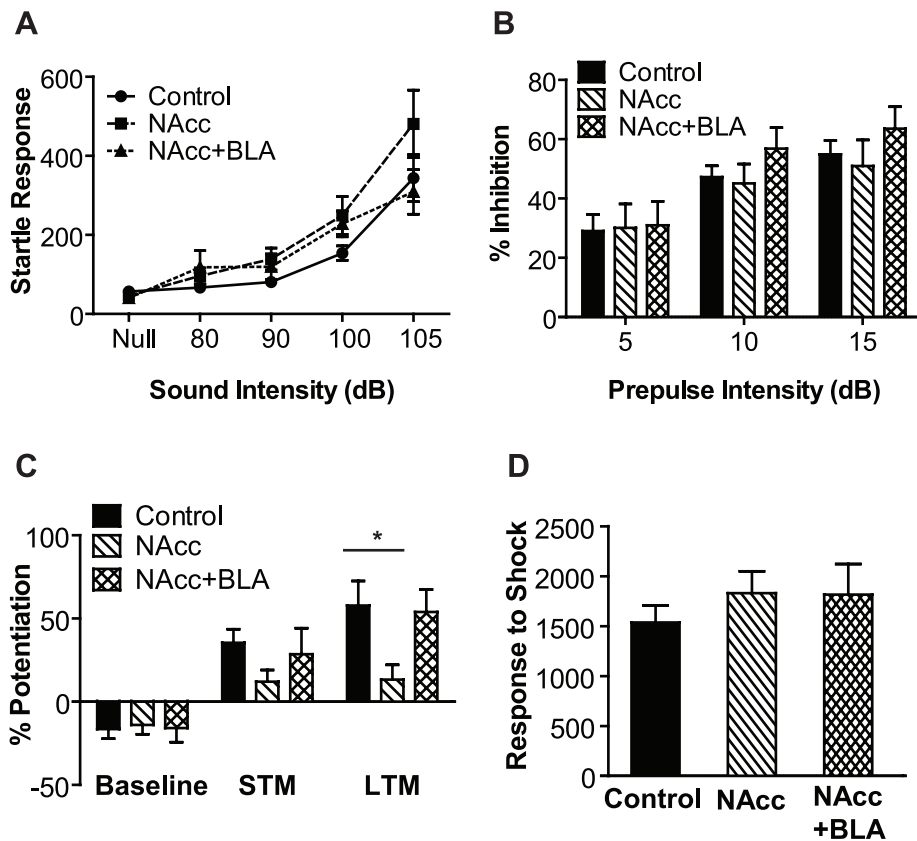 A
600
400
200
0
Startle Response
Control
NAcc
NAcc+BLA
Null 80 90 100 105
Sound Intensity (dB)
B
80
60
40
20
0
% Inhibition
Control
NAcc
NAcc+BLA
5 10 15
Prepulse Intensity (dB)
C
100
50
0
-50
% Potentiation
Control
NAcc
NAcc+BLA
*
Baseline STM LTM
D
2500
2000
1500
1000
500
0
Response to Shock
Control NAcc NAcc
+BLA